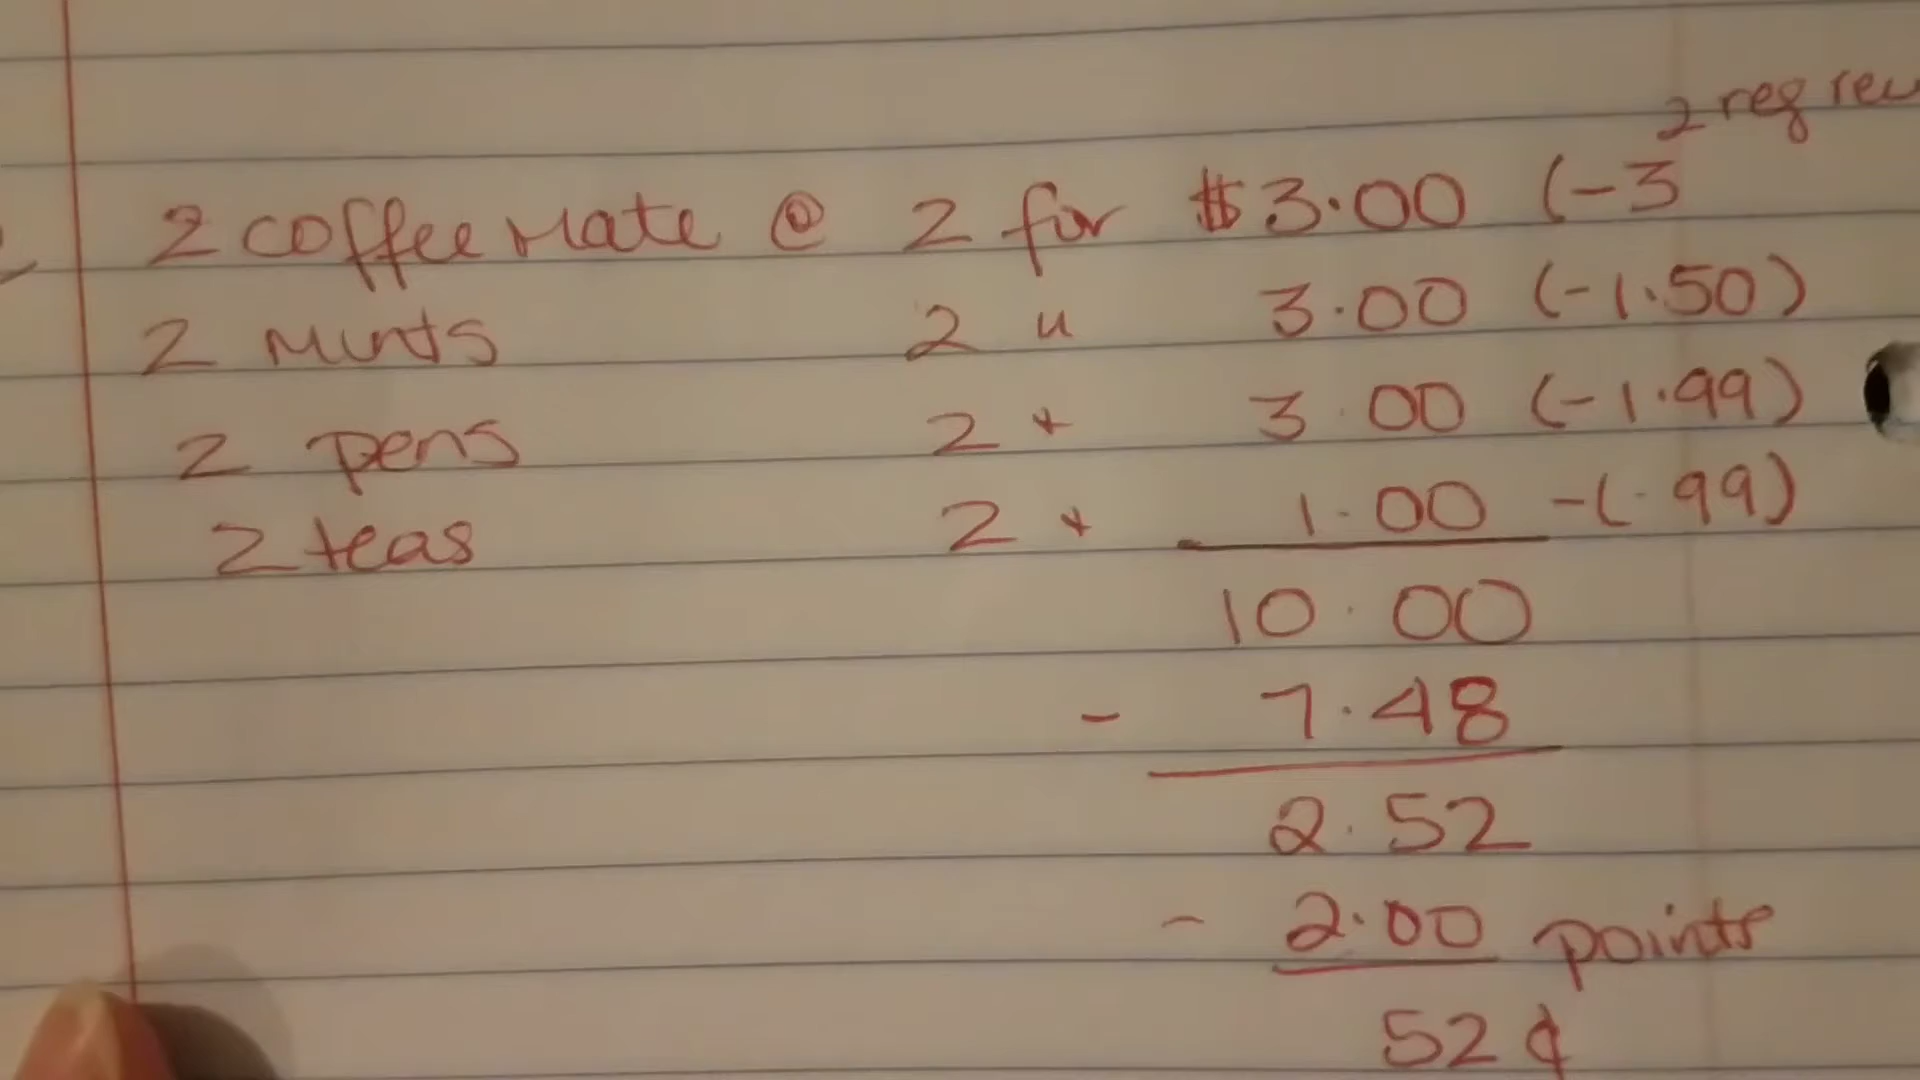 2 reg
2 coffee Mate @ 2 for $3.00 (-3
2 Mints 2 " 3.00 (-1.50)
2 pens 2 + 3.00 (-1.99)
2 teas 2 + 1.00 -(.99)
10.00
- 7.48
2.52
- 2.00 points
52¢